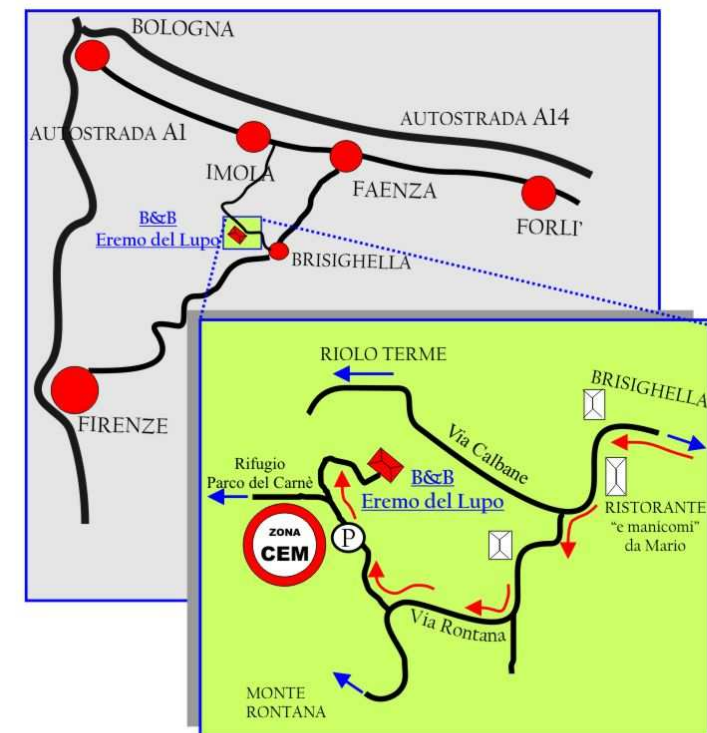 BOLOGNA
AUTOSTRADA A14
AUTOSTRADA A1
IMOLA
FAENZA
FORLI'
B&B
Eremo del Lupo
BRISIGHELLA
FIRENZE
RIOLO TERME
BRISIGHELLA
Via Calbane
Rifugio
Parco del Carnè
B&B
Eremo del Lupo
RISTORANTE
"e manicomi"
da Mario
ZONA
CEM
P
Via Rontana
MONTE
RONTANA